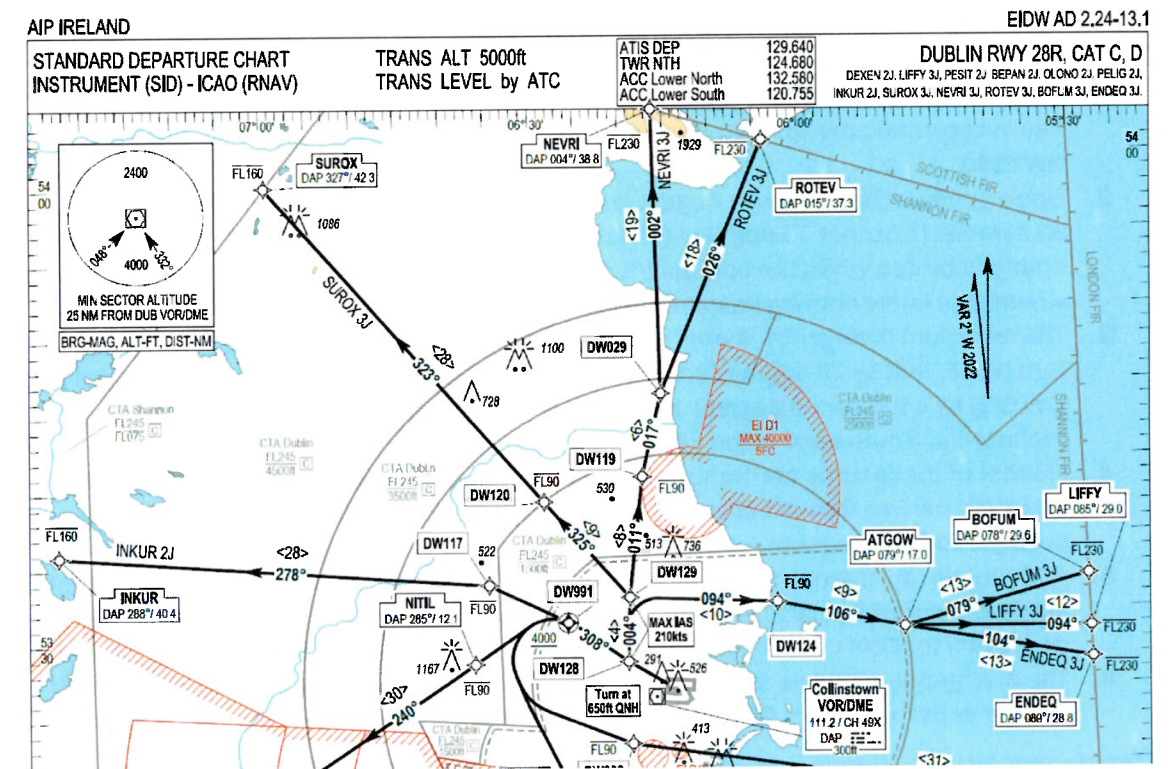 AIP IRELAND
EIDW AD 2.24-13.1
STANDARD DEPARTURE CHART
INSTRUMENT (SID) - ICAO (RNAV)
TRANS ALT 5000ft
TRANS LEVEL by ATC
ATIS DEP 129.640
TWR NTH 124.680
ACC Lower North 132.580
ACC Lower South 120.755
DUBLIN RWY 28R, CAT C, D
DEXEN 2J. LIFFY 3J, PESIT 2J BEPAN 2J. OLONO 2J, PELIG 2J,
INKUR 2J, SUROX 3J, NEVRI 3J, ROTEV 3J, BOFUM 3J, ENDEQ 3J.
07°00'
06°30'
06°00'
05°30'
54
00
54
00
2400
048°
332°
4000
MIN SECTOR ALTITUDE
25 NM FROM DUB VOR/DME
BRG-MAG, ALT-FT, DIST-NM
FL160
SUROX
DAP 327°/ 42.3
1086
SUROX 3J
<28>
323°
NEVRI
DAP 004°/ 38.8
FL230
1929
NEVRI 3J
<19>
002°
FL230
ROTEV
DAP 015°/ 37.3
ROTEV 3J
<18>
026°
SCOTTISH FIR
SHANNON FIR
LONDON FIR
SHANNON FIR
VAR 2° W 2022
1100
728
DW029
<6>
017°
CTA Shannon
FL245
FL075 C
CTA Dublin
FL245
4500ft C
CTA Dublin
FL245
3500ft C
CTA Dublin
FL245
2500ft C
EI D1
MAX 40000
SFC
DW119
530
FL90
<8>
011°
513
736
FL90
DW120
<9>
325°
CTA Dublin
FL245
1500ft C
DW117
522
FL90
FL160
INKUR 2J
<28>
278°
INKUR
DAP 288°/ 40.4
53
30
NITIL
DAP 285°/ 12.1
1167
FL90
<30>
240°
DW991
4000
308°
DW129
<4>
004°
MAX IAS
210kts
DW128
291
526
Turn at
650ft QNH
094°
<10>
FL90
DW124
<9>
106°
ATGOW
DAP 079°/ 17.0
<13>
079°
BOFUM 3J
BOFUM
DAP 078°/ 29.6
LIFFY
DAP 085°/ 29.0
FL230
LIFFY 3J
<12>
094°
FL230
104°
<13>
ENDEQ 3J
FL230
ENDEQ
DAP 089°/ 28.8
Collinstown
VOR/DME
111.2 / CH 49X
DAP
300ft
413
FL90
CTA Dublin
FL245
1500ft C
<31>